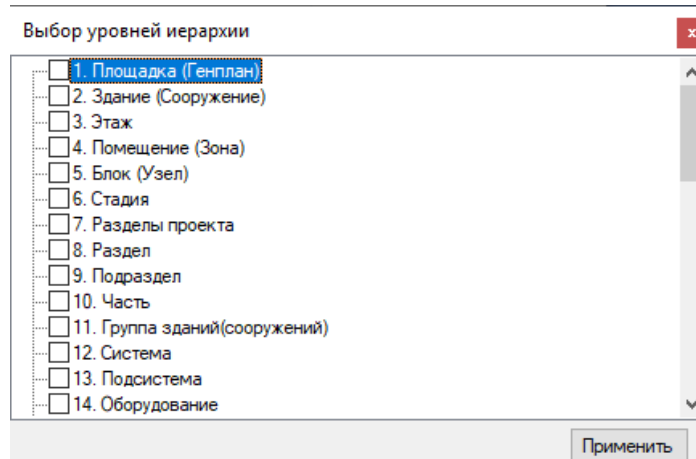 Выбор уровней иерархии
x
1. Площадка (Генплан)
2. Здание (Сооружение)
3. Этаж
4. Помещение (Зона)
5. Блок (Узел)
6. Стадия
7. Разделы проекта
8. Раздел
9. Подраздел
10. Часть
11. Группа зданий(сооружений)
12. Система
13. Подсистема
14. Оборудование
Применить